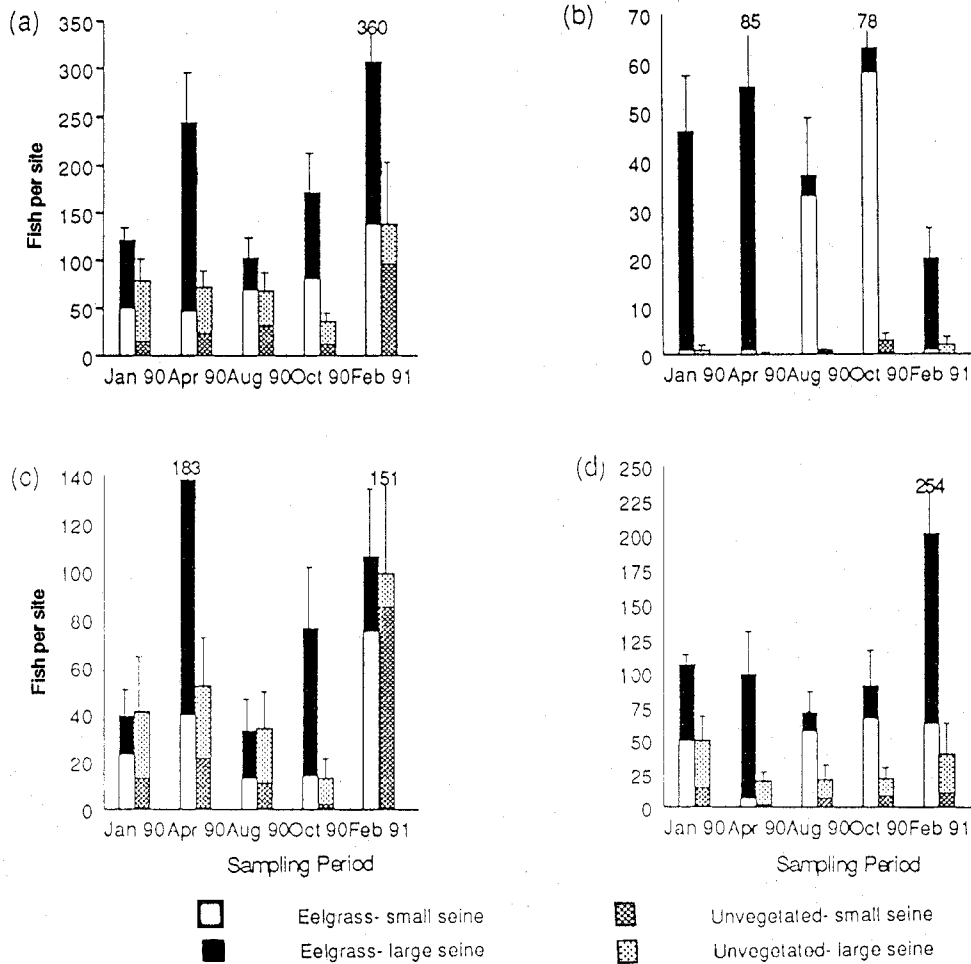 (a)
Fish per site
350
300
250
200
150
100
50
0
360
Jan 90 Apr 90 Aug 90 Oct 90 Feb 91
(b)
70
60
50
40
30
20
10
0
85
78
Jan 90 Apr 90 Aug 90 Oct 90 Feb 91
(c)
Fish per site
140
120
100
80
60
40
20
0
183
151
Jan 90 Apr 90 Aug 90 Oct 90 Feb 91
Sampling Period
(d)
250
225
200
175
150
125
100
75
50
25
0
254
Jan 90 Apr 90 Aug 90 Oct 90 Feb 91
Sampling Period
Eelgrass- small seine
Eelgrass- large seine
Unvegetated- small seine
Unvegetated- large seine